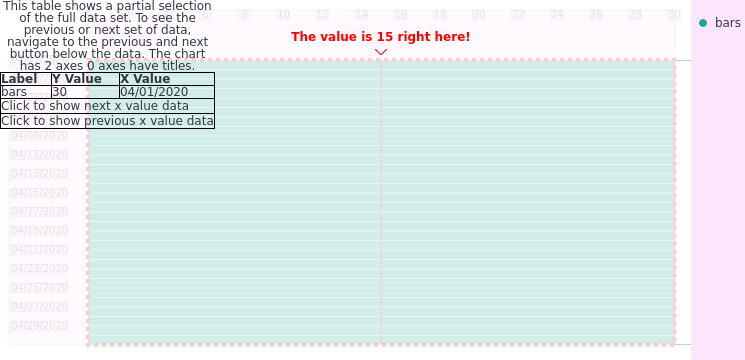 This table shows a partial selection
of the full data set. To see the
previous or next set of data,
navigate to the previous and next
button below the data. The chart
has 2 axes 0 axes have titles.
Label Y Value X Value
bars 30 04/01/2020
Click to show next x value data
Click to show previous x value data
6 8 10 12 14 16 18 20 22 24 26 28 30
The value is 15 right here!
bars
04/09/2020
04/11/2020
04/13/2020
04/15/2020
04/17/2020
04/19/2020
04/21/2020
04/23/2020
04/25/2020
04/27/2020
04/29/2020